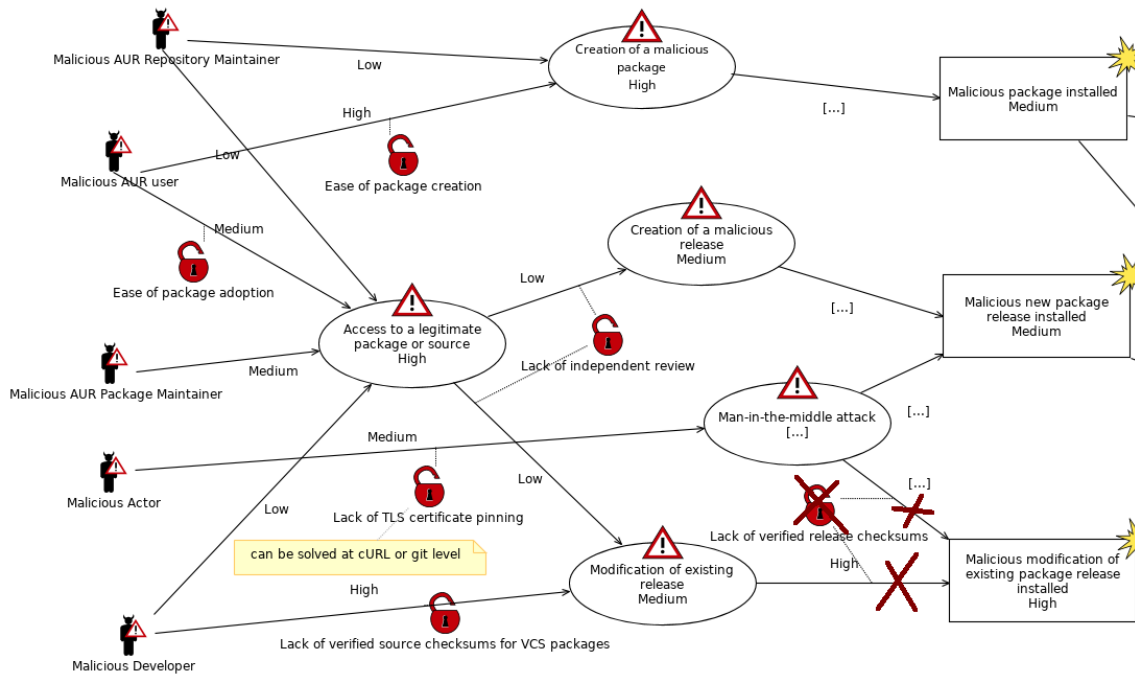 Malicious AUR Repository Maintainer
Low
Creation of a malicious
package
High
[...]
Malicious package installed
Medium
High
Low
Malicious AUR user
Ease of package creation
Medium
Ease of package adoption
Creation of a malicious
release
Medium
Low
[...]
Malicious new package
release installed
Medium
Access to a legitimate
package or source
High
Lack of independent review
Malicious AUR Package Maintainer
Medium
Man-in-the-middle attack
[...]
[...]
Medium
Malicious Actor
Low
[...]
Low
Lack of TLS certificate pinning
Lack of verified release checksums
can be solved at cURL or git level
High
Modification of existing
release
Medium
High
Malicious modification of
existing package release
installed
High
Lack of verified source checksums for VCS packages
Malicious Developer